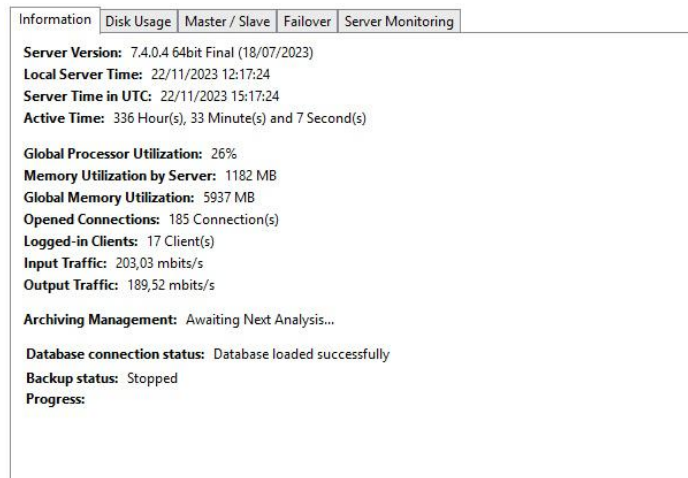 Information Disk Usage Master / Slave Failover Server Monitoring
Server Version: 7.4.0.4 64bit Final (18/07/2023)
Local Server Time: 22/11/2023 12:17:24
Server Time in UTC: 22/11/2023 15:17:24
Active Time: 336 Hour(s), 33 Minute(s) and 7 Second(s)
Global Processor Utilization: 26%
Memory Utilization by Server: 1182 MB
Global Memory Utilization: 5937 MB
Opened Connections: 185 Connection(s)
Logged-in Clients: 17 Client(s)
Input Traffic: 203,03 mbits/s
Output Traffic: 189,52 mbits/s
Archiving Management: Awaiting Next Analysis...
Database connection status: Database loaded successfully
Backup status: Stopped
Progress: